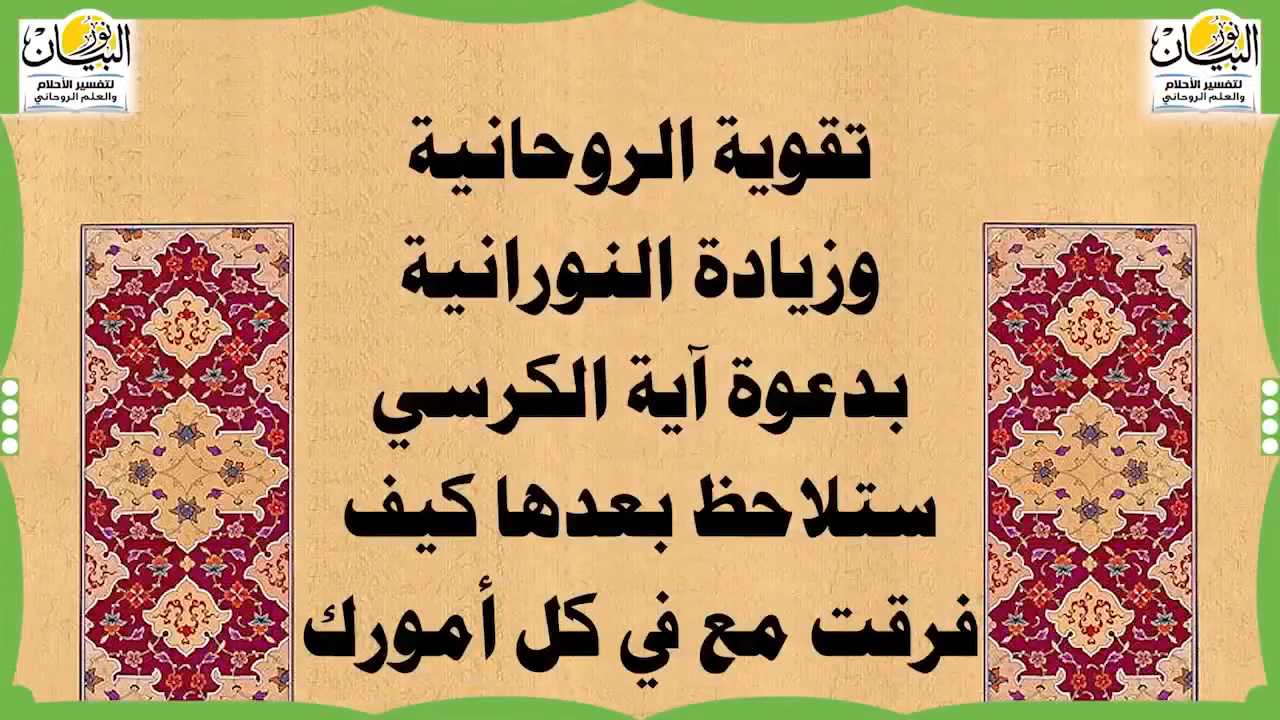 نور البيان
لتفسير الأحلام
والعلم الروحاني
نور البيان
لتفسير الأحلام
والعلم الروحاني
تقوية الروحانية
وزيادة النورانية
بدعوة آية الكرسي
ستلاحظ بعدها كيف
فرقت مع في كل أمورك